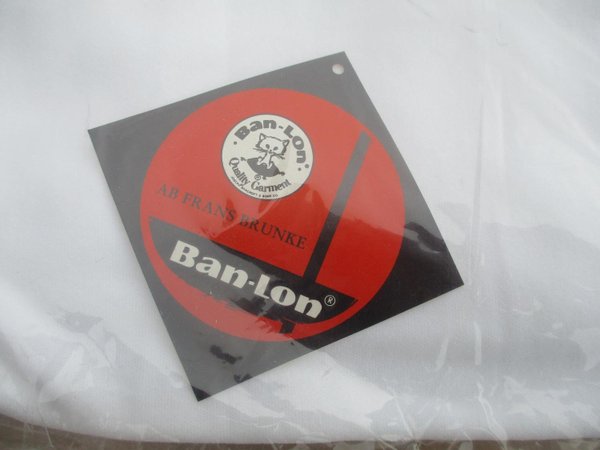 Ban-Lon
®
Quality Garment
AB FRANS BRUNKE
Ban-Lon®